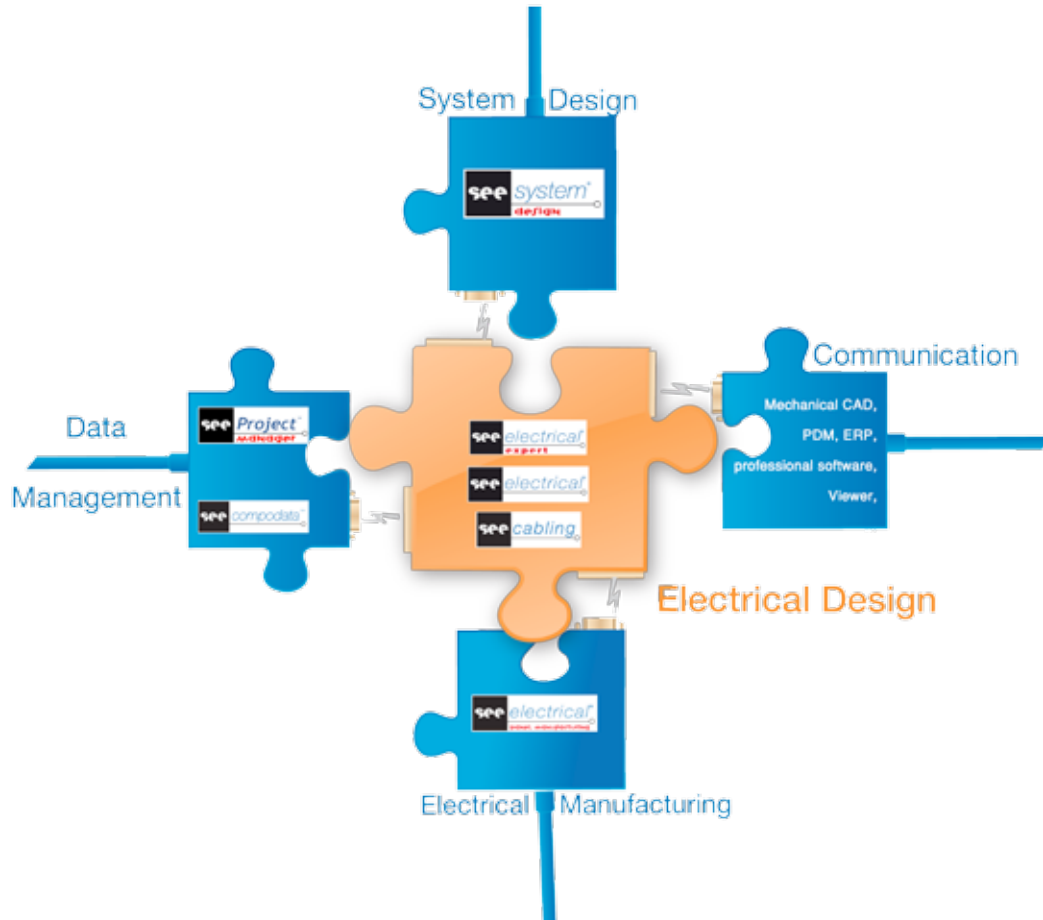 System Design
see system
design
Communication
Mechanical CAD,
PDM, ERP,
professional software,
Viewer,
Data
Management
see Project
manager
see compodata
see electrical
expert
see electrical
see cabling
Electrical Design
see electrical
Electrical Manufacturing